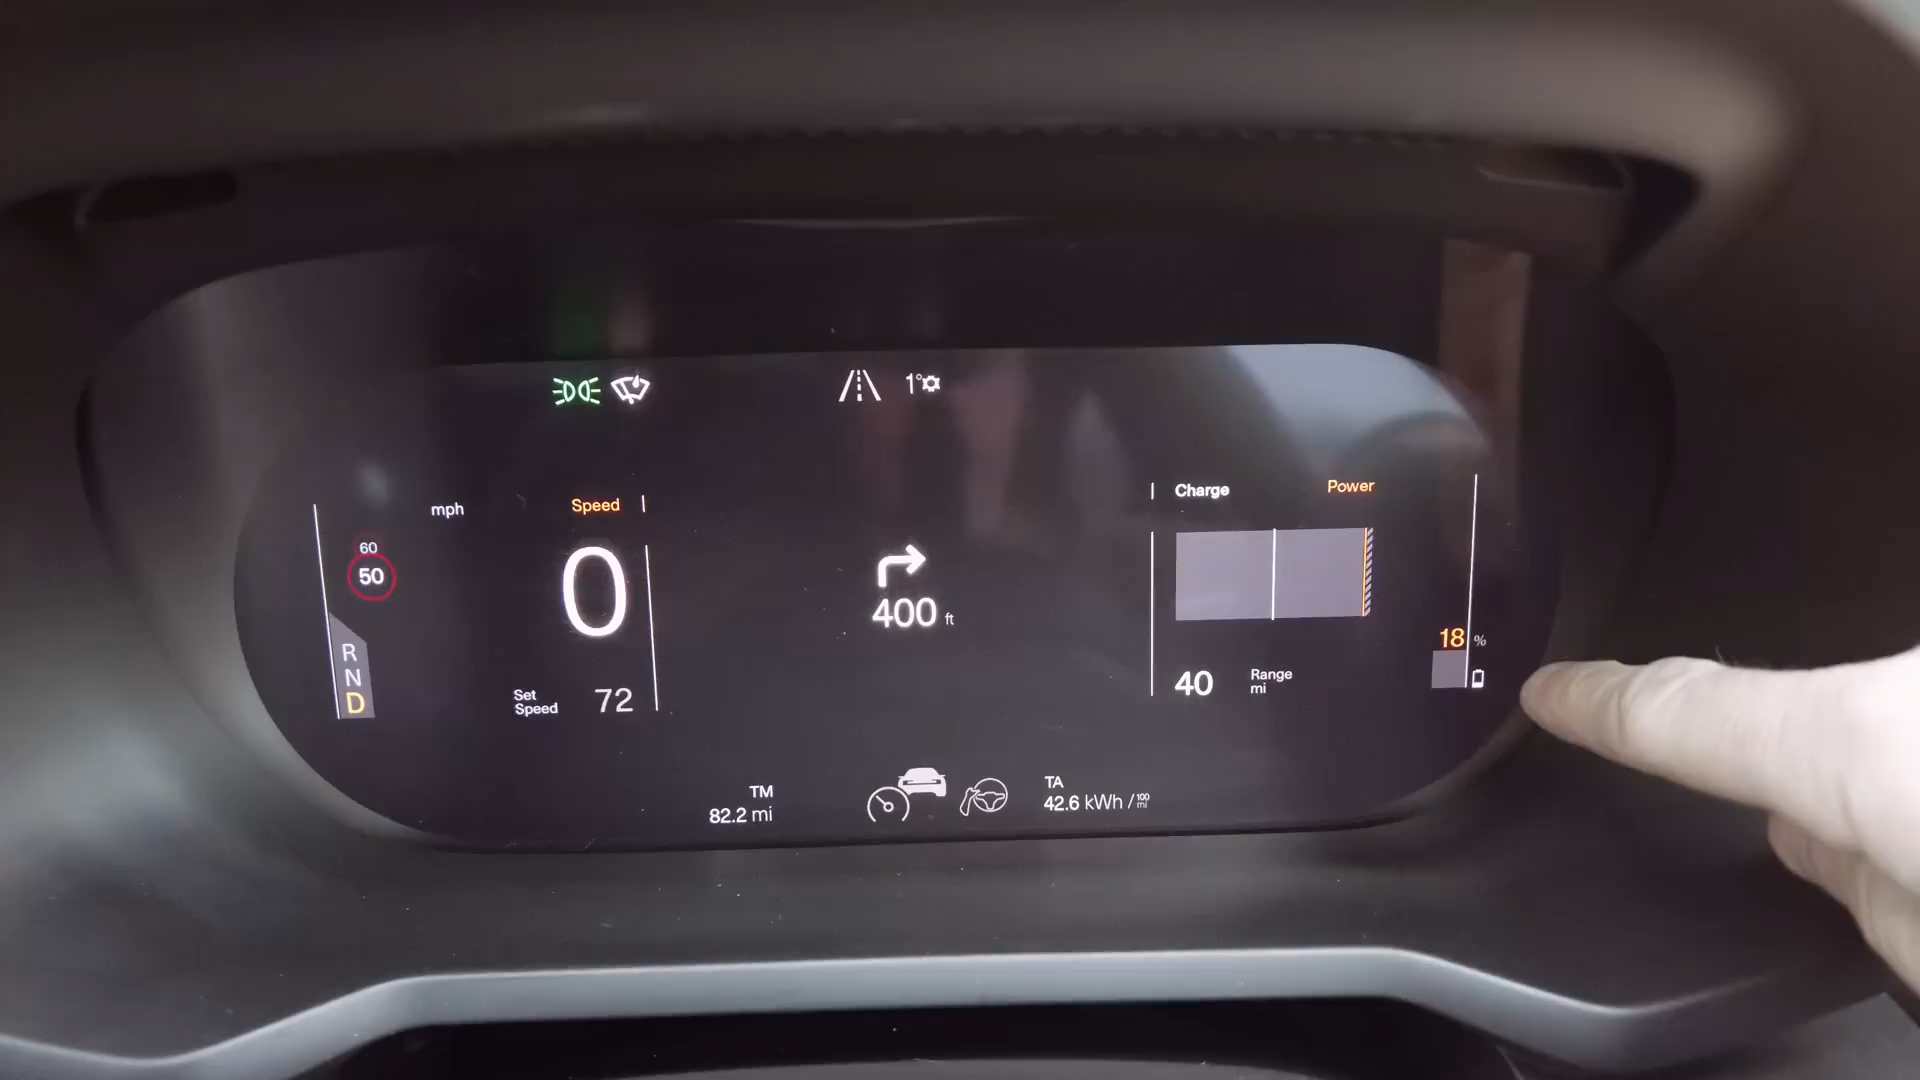 1°
mph
Speed
Charge
Power
60
50
0
400 ft
18 %
R
N
D
Set
Speed
72
40
Range
mi
TM
82.2 mi
TA
42.6 kWh / 100 mi